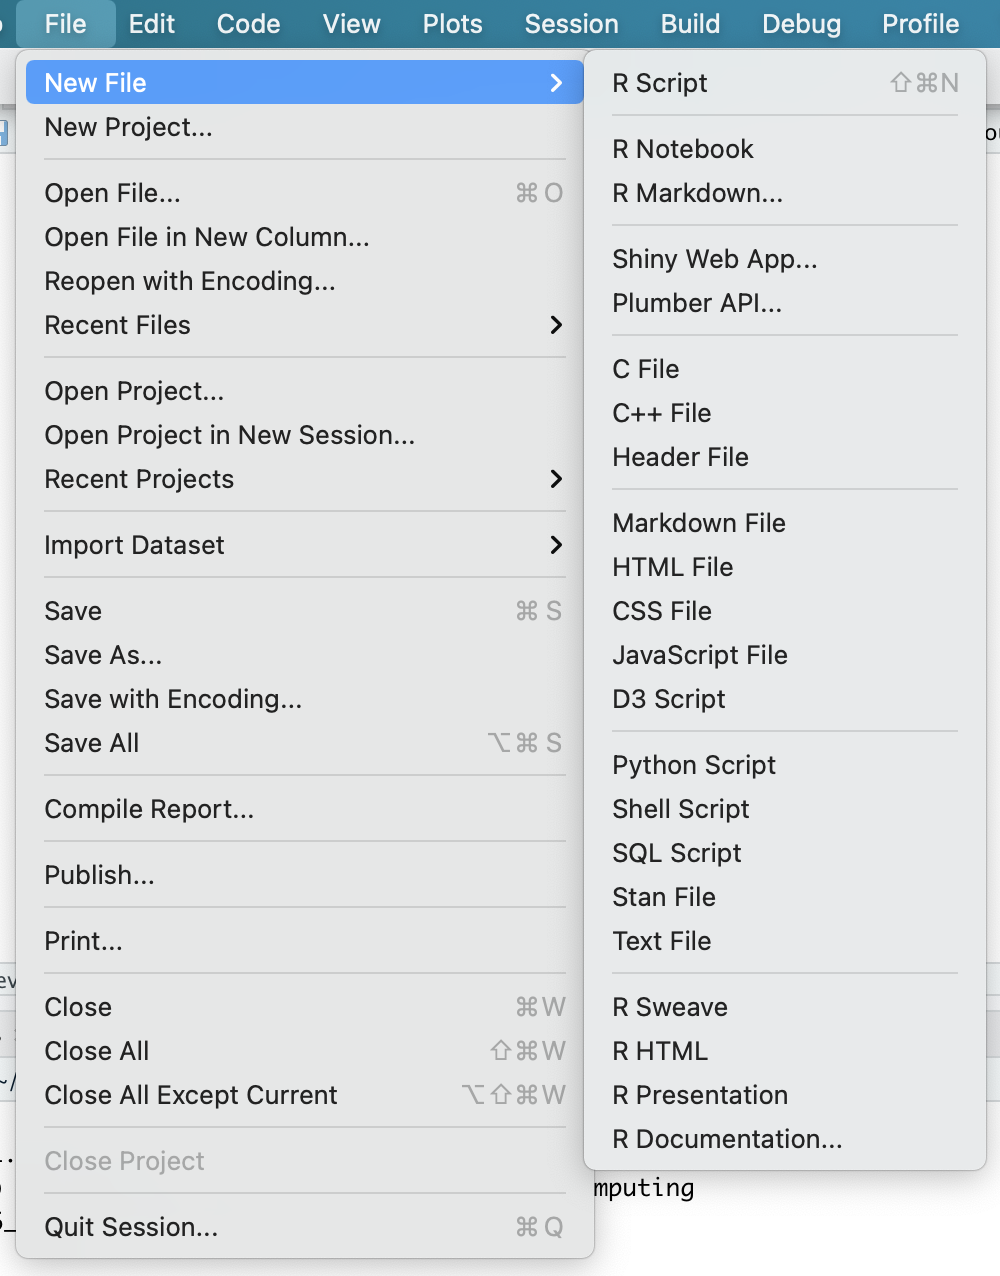 File Edit Code View Plots Session Build Debug Profile
New File
New Project...
Open File... ⌘ O
Open File in New Column...
Reopen with Encoding...
Recent Files
Open Project...
Open Project in New Session...
Recent Projects
Import Dataset
Save ⌘ S
Save As...
Save with Encoding...
Save All ⌥⌘ S
Compile Report...
Publish...
Print...
Close ⌘W
Close All ⇧⌘W
Close All Except Current ⌥⇧⌘W
Close Project
Quit Session... ⌘Q
R Script ⇧⌘N
R Notebook
R Markdown...
Shiny Web App...
Plumber API...
C File
C++ File
Header File
Markdown File
HTML File
CSS File
JavaScript File
D3 Script
Python Script
Shell Script
SQL Script
Stan File
Text File
R Sweave
R HTML
R Presentation
R Documentation...
mputing